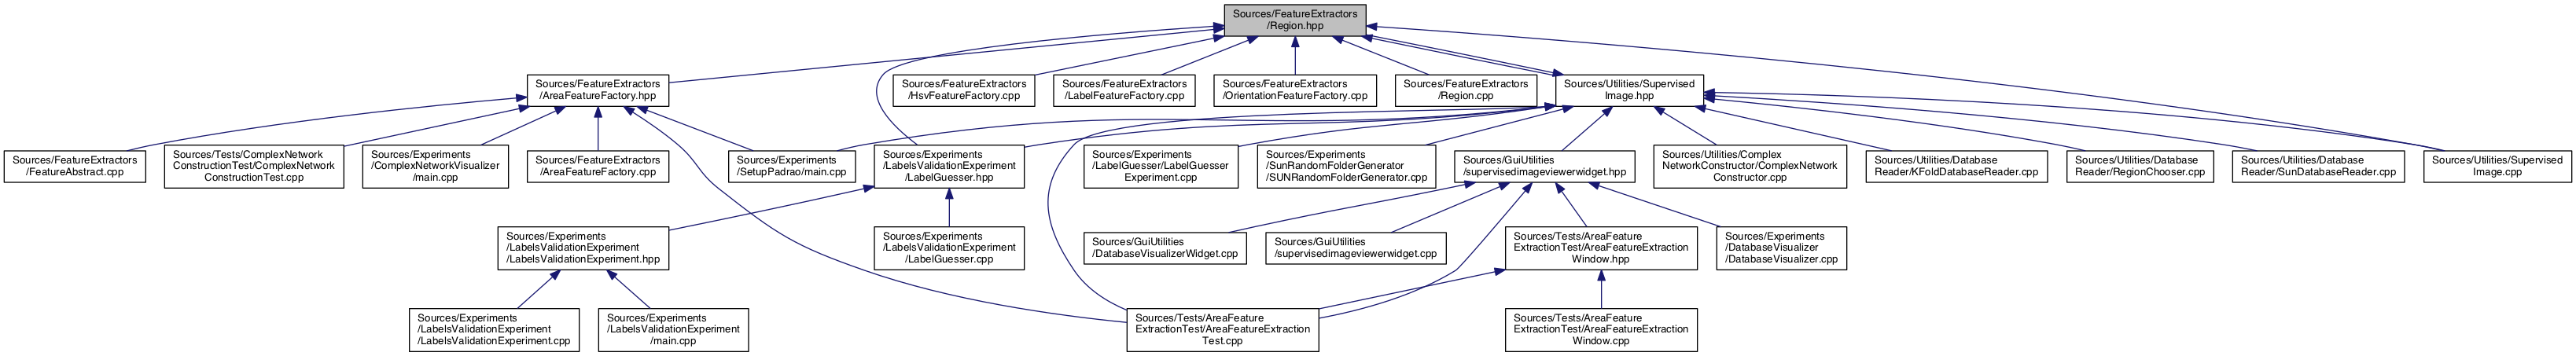 Sources/FeatureExtractors
/Region.hpp
Sources/FeatureExtractors
/AreaFeatureFactory.hpp
Sources/FeatureExtractors
/HsvFeatureFactory.cpp
Sources/FeatureExtractors
/LabelFeatureFactory.cpp
Sources/FeatureExtractors
/OrientationFeatureFactory.cpp
Sources/FeatureExtractors
/Region.cpp
Sources/Utilities/Supervised
Image.hpp
Sources/FeatureExtractors
/FeatureAbstract.cpp
Sources/Tests/ComplexNetwork
ConstructionTest/ComplexNetwork
ConstructionTest.cpp
Sources/Experiments
/ComplexNetworkVisualizer
/main.cpp
Sources/FeatureExtractors
/AreaFeatureFactory.cpp
Sources/Experiments
/SetupPadrao/main.cpp
Sources/Experiments
/LabelsValidationExperiment
/LabelGuesser.hpp
Sources/Experiments
/LabelGuesser/LabelGuesser
Experiment.cpp
Sources/Experiments
/SunRandomFolderGenerator
/SUNRandomFolderGenerator.cpp
Sources/GuiUtilities
/supervisedimageviewerwidget.hpp
Sources/Utilities/Complex
NetworkConstructor/ComplexNetwork
Constructor.cpp
Sources/Utilities/Database
Reader/KFoldDatabaseReader.cpp
Sources/Utilities/Database
Reader/RegionChooser.cpp
Sources/Utilities/Database
Reader/SunDatabaseReader.cpp
Sources/Utilities/Supervised
Image.cpp
Sources/Experiments
/LabelsValidationExperiment
/LabelsValidationExperiment.hpp
Sources/Experiments
/LabelsValidationExperiment
/LabelGuesser.cpp
Sources/GuiUtilities
/DatabaseVisualizerWidget.cpp
Sources/GuiUtilities
/supervisedimageviewerwidget.cpp
Sources/Tests/AreaFeature
ExtractionTest/AreaFeatureExtraction
Window.hpp
Sources/Experiments
/DatabaseVisualizer
/DatabaseVisualizer.cpp
Sources/Experiments
/LabelsValidationExperiment
/LabelsValidationExperiment.cpp
Sources/Experiments
/LabelsValidationExperiment
/main.cpp
Sources/Tests/AreaFeature
ExtractionTest/AreaFeatureExtraction
Test.cpp
Sources/Tests/AreaFeature
ExtractionTest/AreaFeatureExtraction
Window.cpp